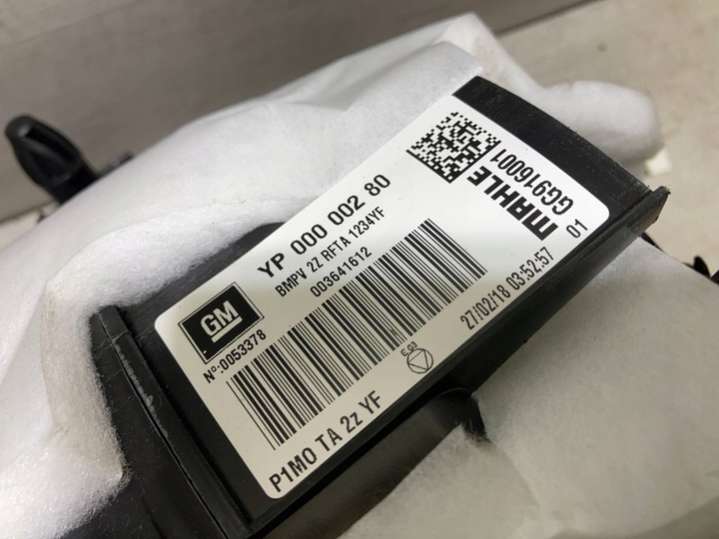 GM
YP 000 002 80
BMPV 2Z RFTA 1234YF
003641612
Nº:0053378
P1MO TA 2z YF
E.03
27/02/18 03:52:57
01
MAHLE
GG916001